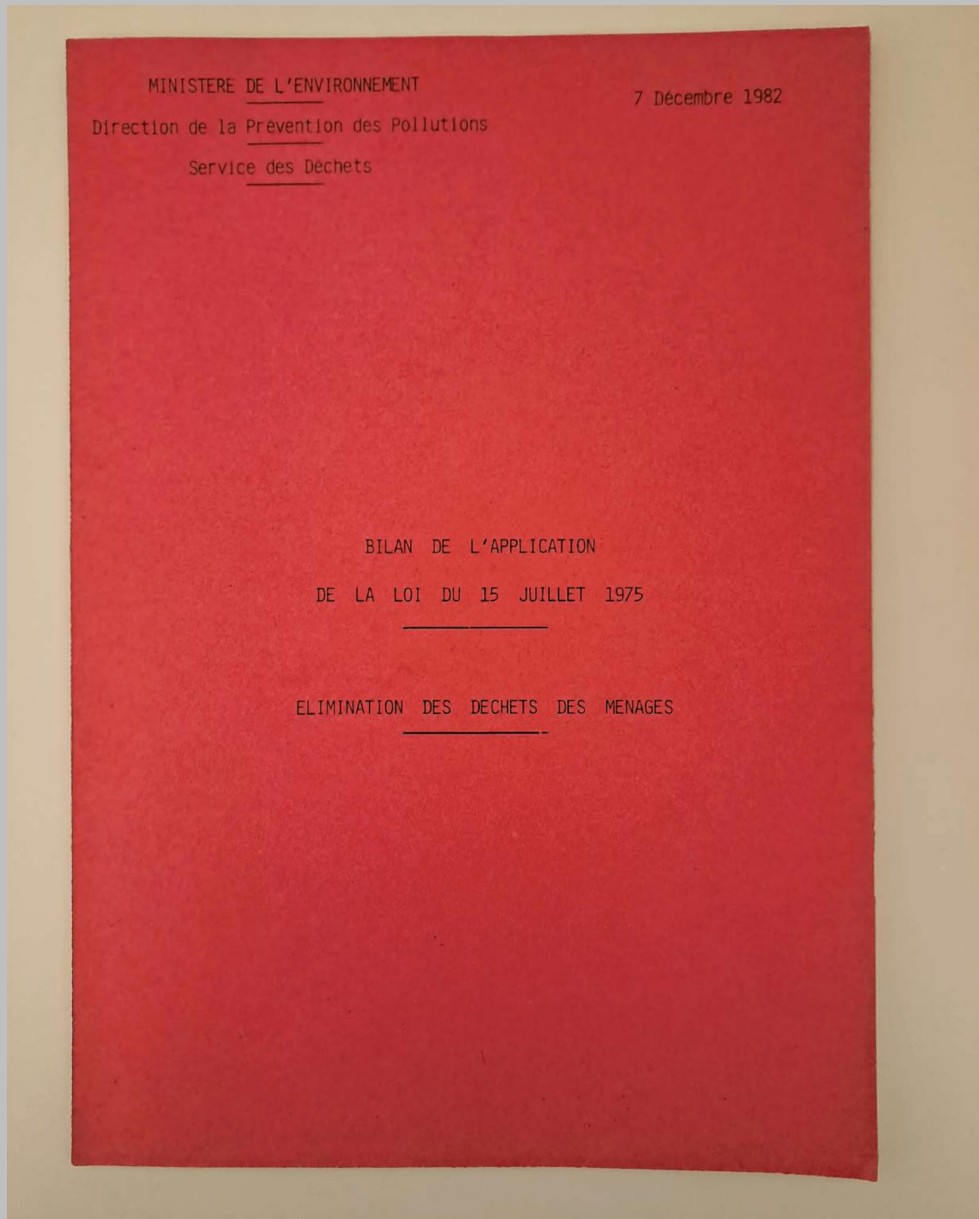 MINISTERE DE L'ENVIRONNEMENT
7 Décembre 1982
Direction de la Prévention des Pollutions
Service des Déchets
BILAN DE L'APPLICATION
DE LA LOI DU 15 JUILLET 1975
ELIMINATION DES DECHETS DES MENAGES